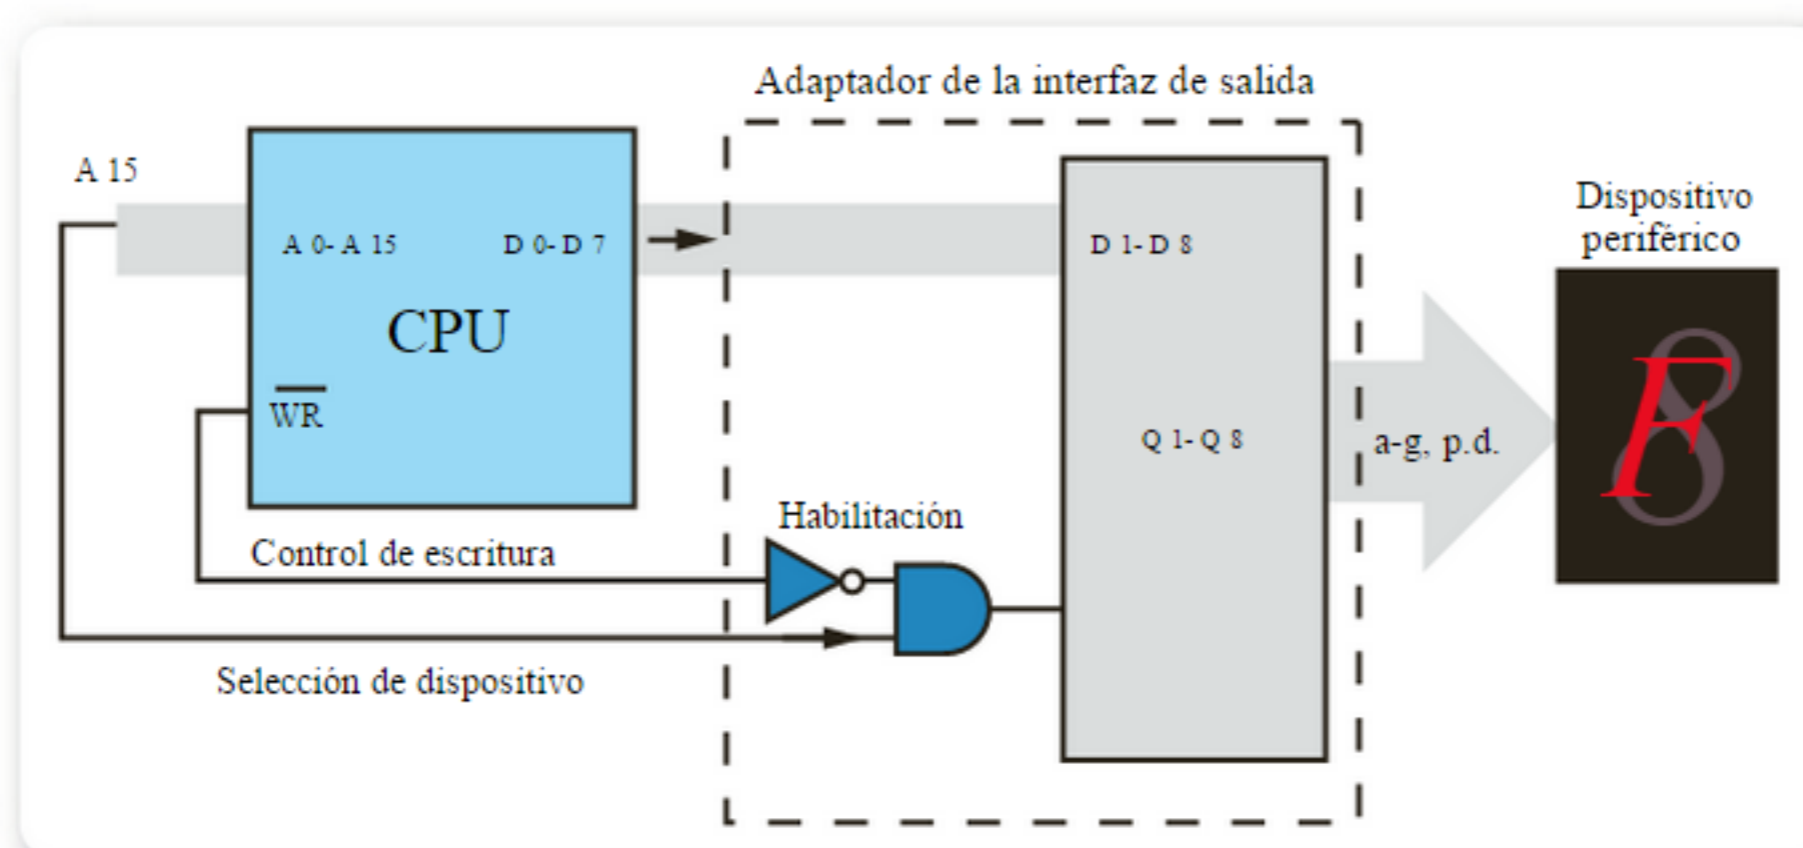 Adaptador de la interfaz de salida
A 15
A 0- A 15
D 0- D 7
D 1- D 8
Dispositivo
periférico
CPU
WR
Q 1- Q 8
a-g, p.d.
F
8
Habilitación
Control de escritura
Selección de dispositivo